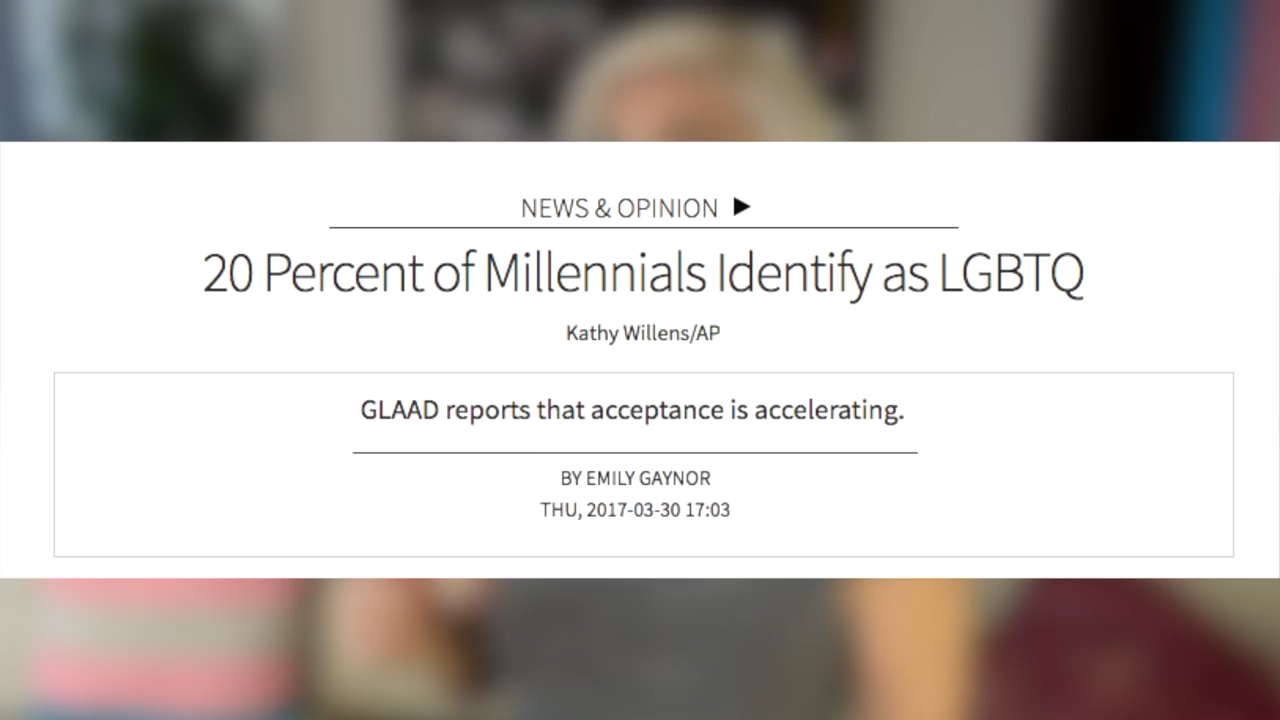 NEWS & OPINION
20 Percent of Millennials Identify as LGBTQ
Kathy Willens/AP
GLAAD reports that acceptance is accelerating.
BY EMILY GAYNOR
THU, 2017-03-30 17:03